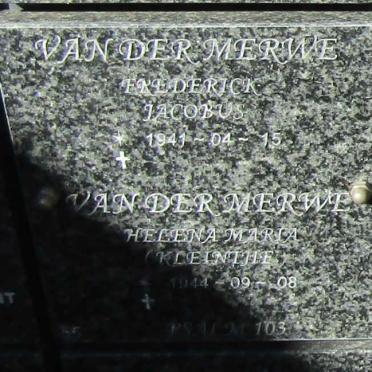 VAN DER MERWE
FREDERICK
JACOBUS
* 1941 - 04 - 15
✝
VAN DER MERWE
HELENA MARIA
(KLEINTJIE)
* 1944 - 09 - 08
✝
PSALM 103